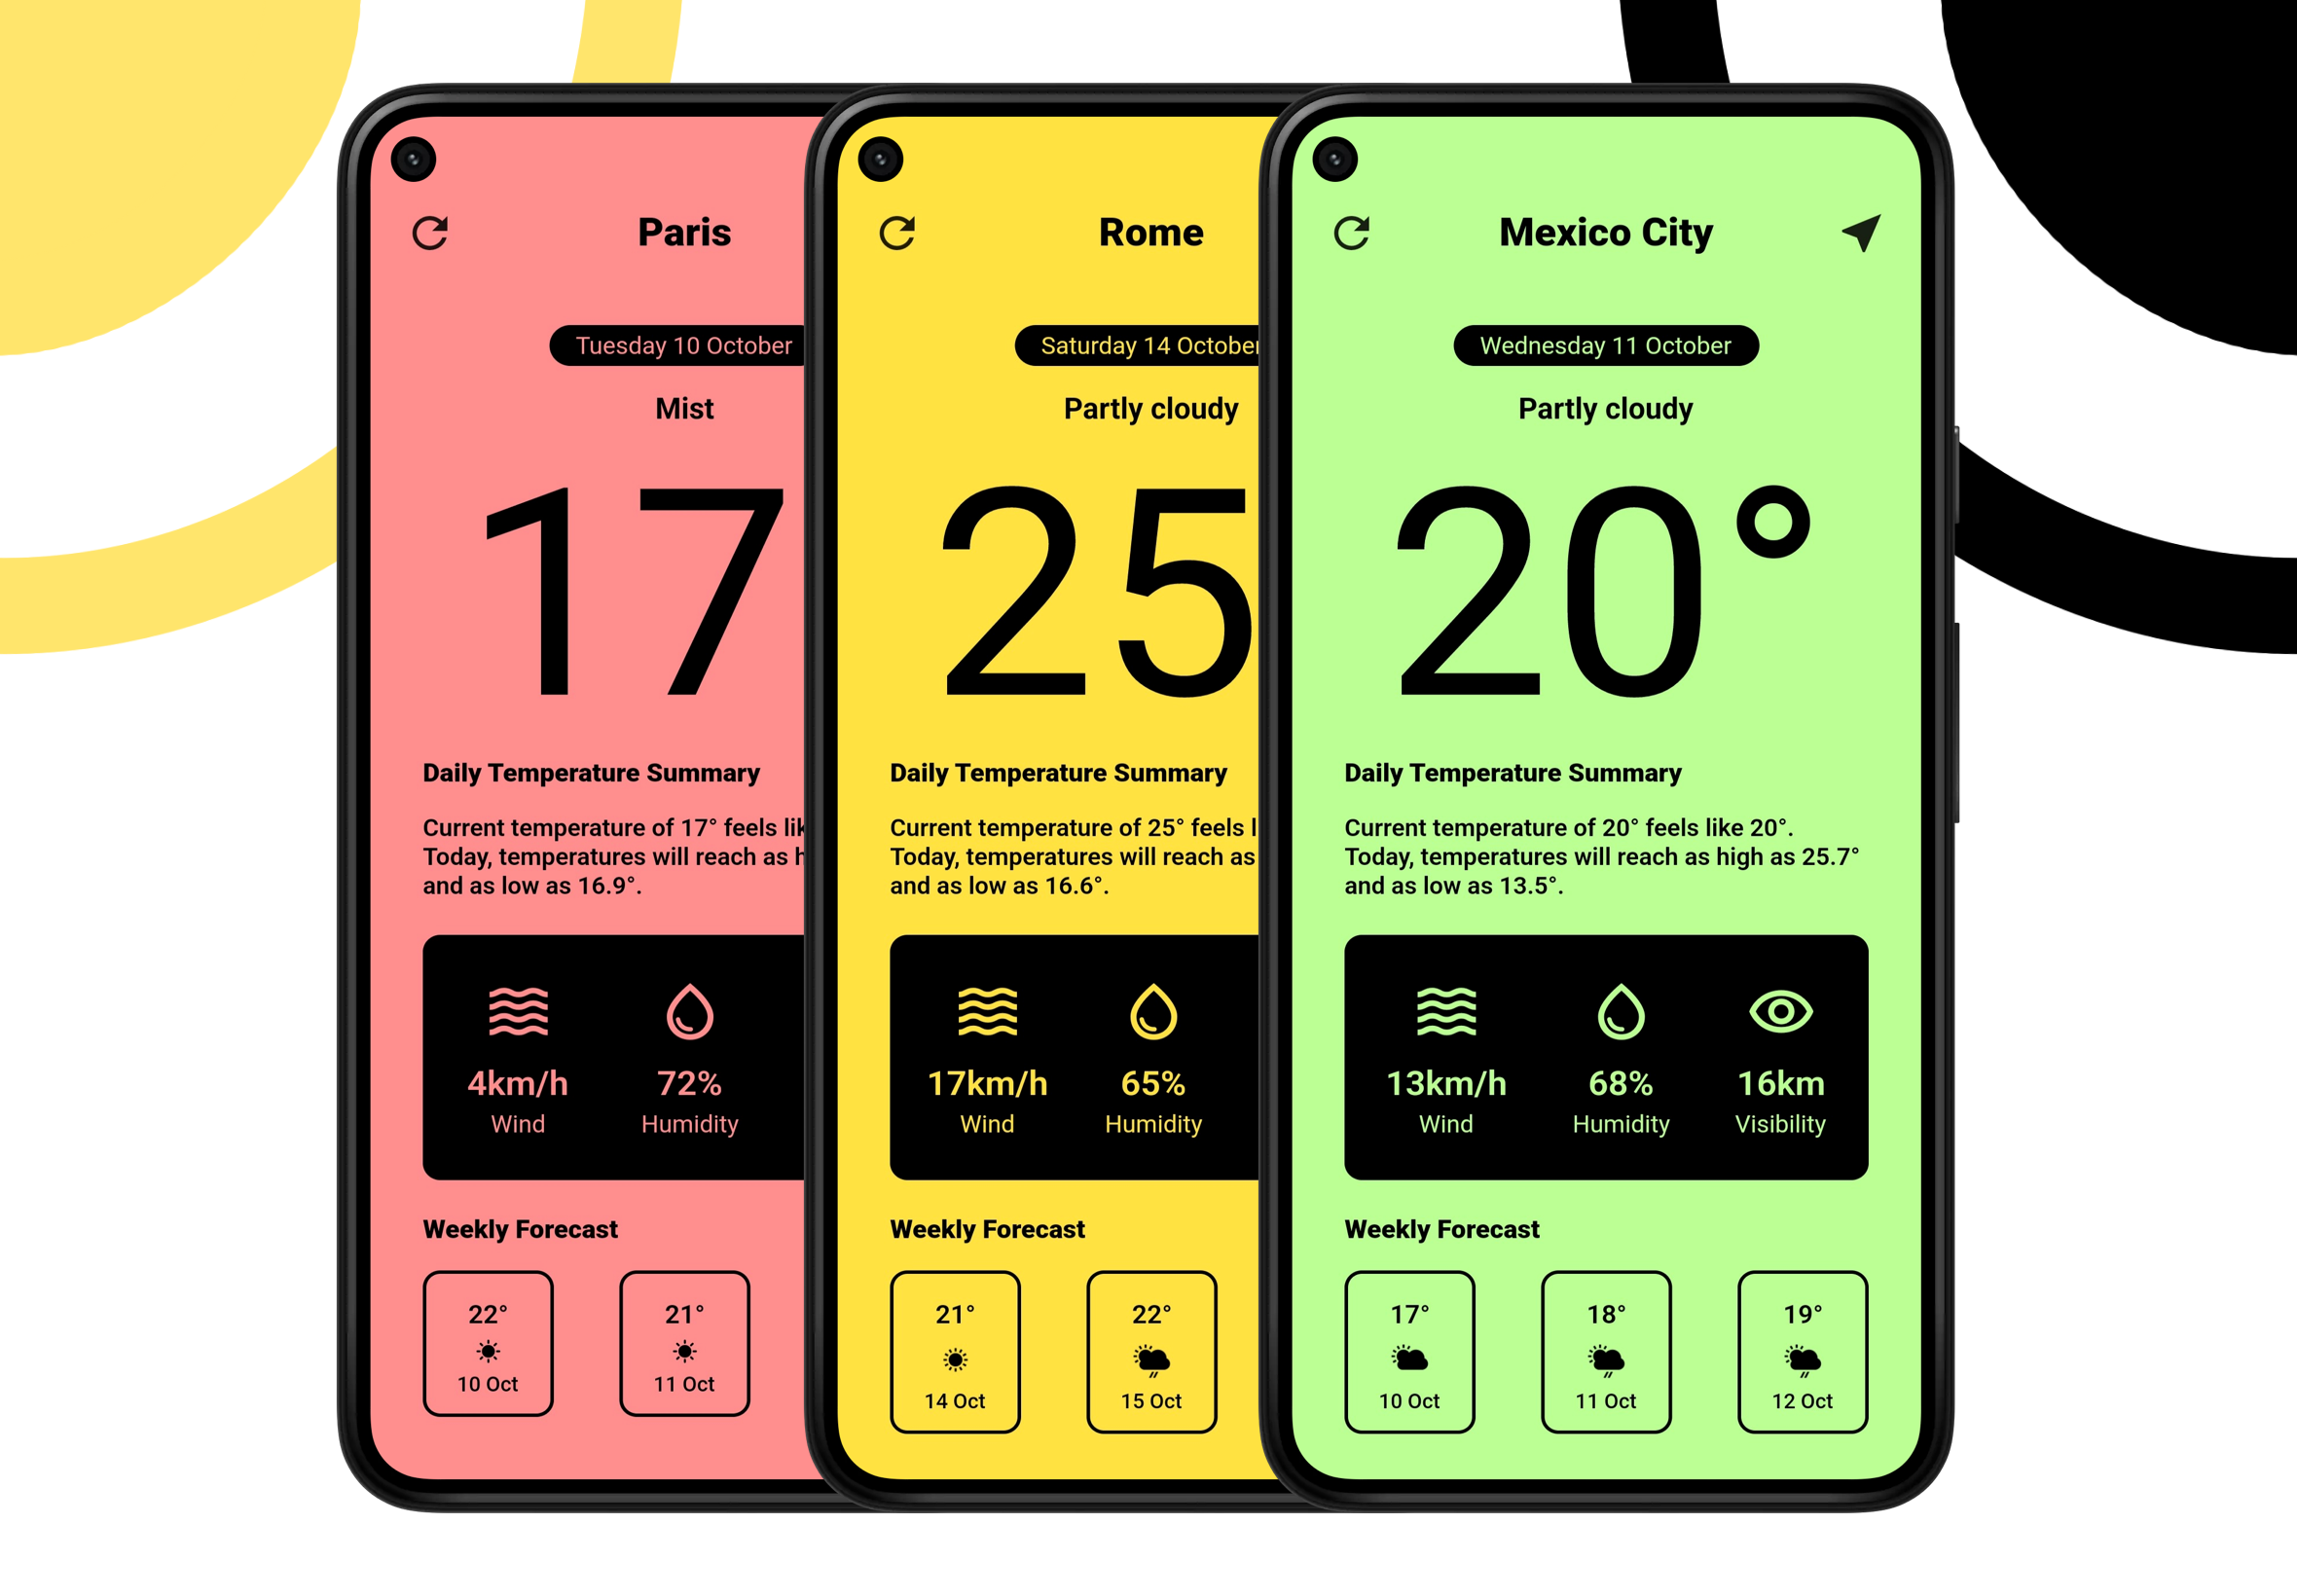 Paris
Tuesday 10 October
Mist
17
Daily Temperature Summary
Current temperature of 17° feels
Today, temperatures will reach as
and as low as 16.9°.
4km/h
72%
Wind
Humidity
Weekly Forecast
22°
21°
10 Oct
11 Oct
Rome
Saturday 14 October
Partly cloudy
25
Daily Temperature Summary
Current temperature of 25° feels
Today, temperatures will reach as
and as low as 16.6°.
17km/h
65%
Wind
Humidity
Weekly Forecast
21°
22°
14 Oct
15 Oct
Mexico City
Wednesday 11 October
Partly cloudy
20°
Daily Temperature Summary
Current temperature of 20° feels like 20°.
Today, temperatures will reach as high as 25.7°
and as low as 13.5°.
13km/h
68%
16km
Wind
Humidity
Visibility
Weekly Forecast
17°
18°
19°
10 Oct
11 Oct
12 Oct